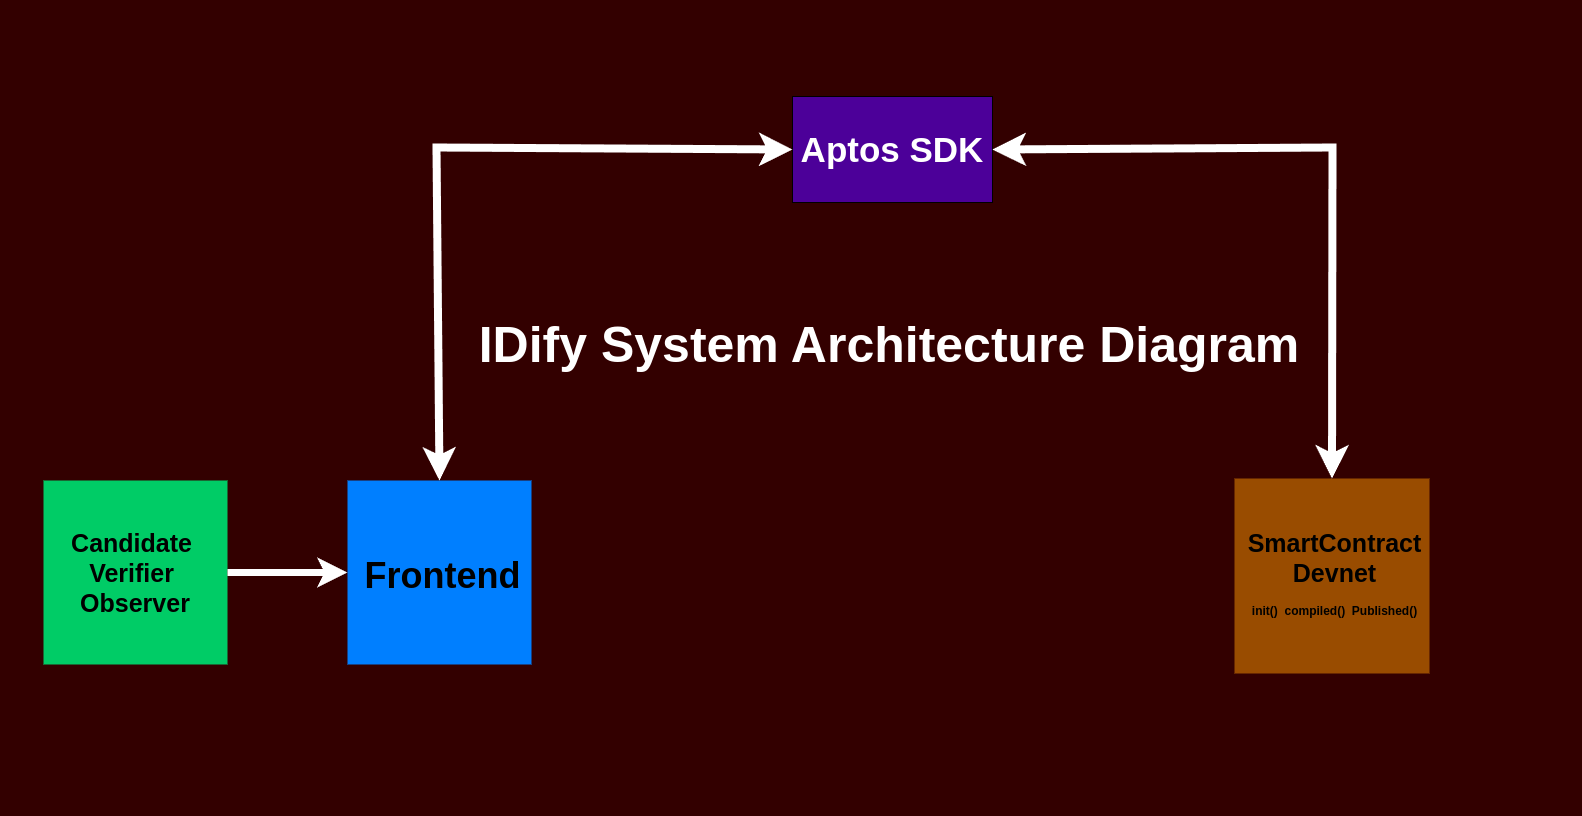 Aptos SDK
IDify System Architecture Diagram
Candidate
Verifier
Observer
Frontend
SmartContract
Devnet
init() compiled() Published()